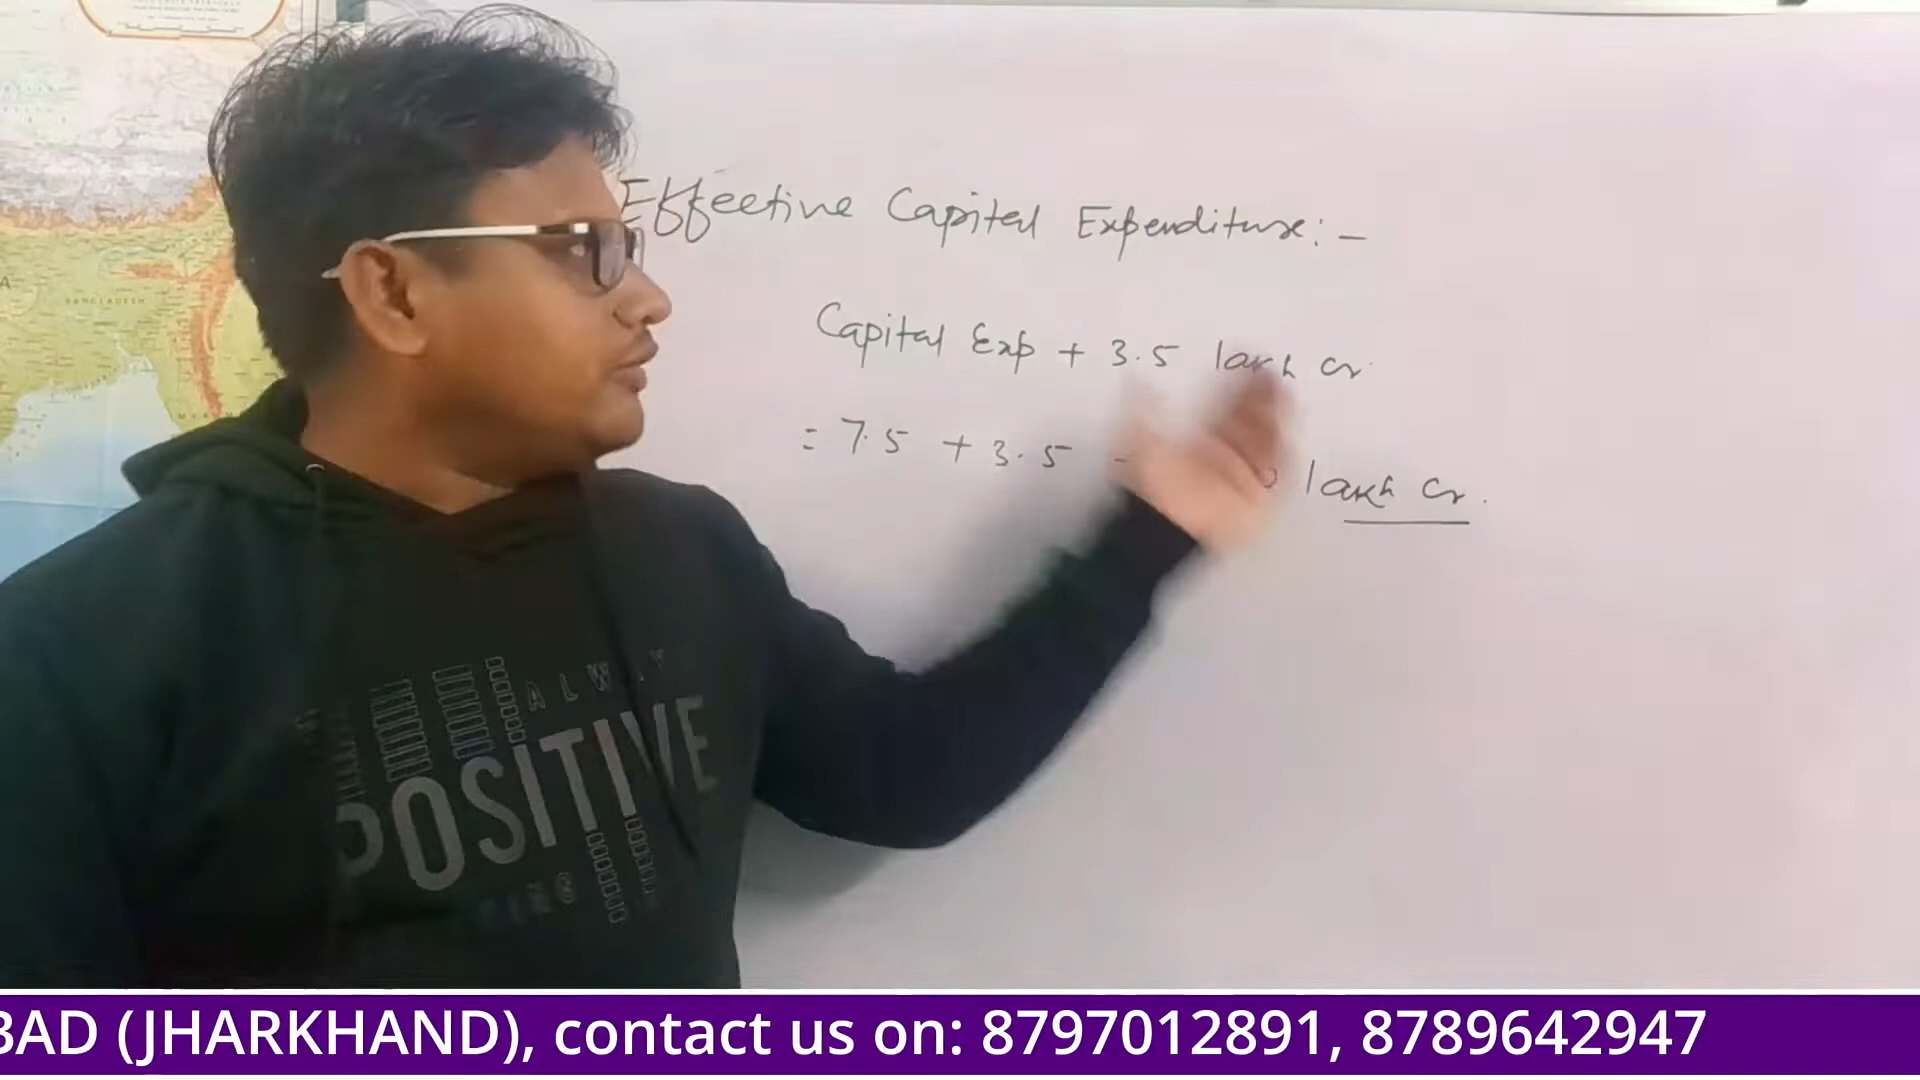 Effective Capital Expenditure:-
Capital Exp + 3.5 lakh cr.
= 7.5 + 3.5
lakh cr.
POSITIVE
BANGLADESH
BAD (JHARKHAND), contact us on: 8797012891, 8789642947